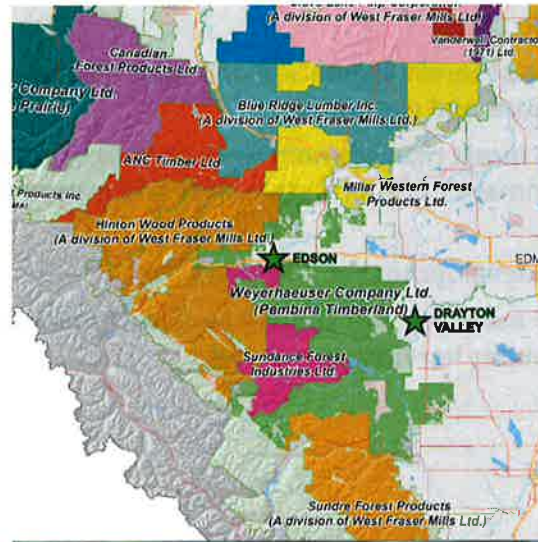 (A division of West Fraser Mills Ltd.)
Vanderwell Contractor
(1971) Ltd.
Canadian
Forest Products Ltd.
Company Ltd.
Prairie)
Blue Ridge Lumber Inc.
(A division of West Fraser Mills Ltd.)
ANC Timber Ltd.
Products Inc.
Millar Western Forest
Products Ltd.
Hinton Wood Products
(A division of West Fraser Mills Ltd.)
EDSON
EDM
Weyerhaeuser Company Ltd.
(Pembina Timberland)
DRAYTON
VALLEY
Sundance Forest
Industries Ltd.
Sundre Forest Products
(A division of West Fraser Mills Ltd.)